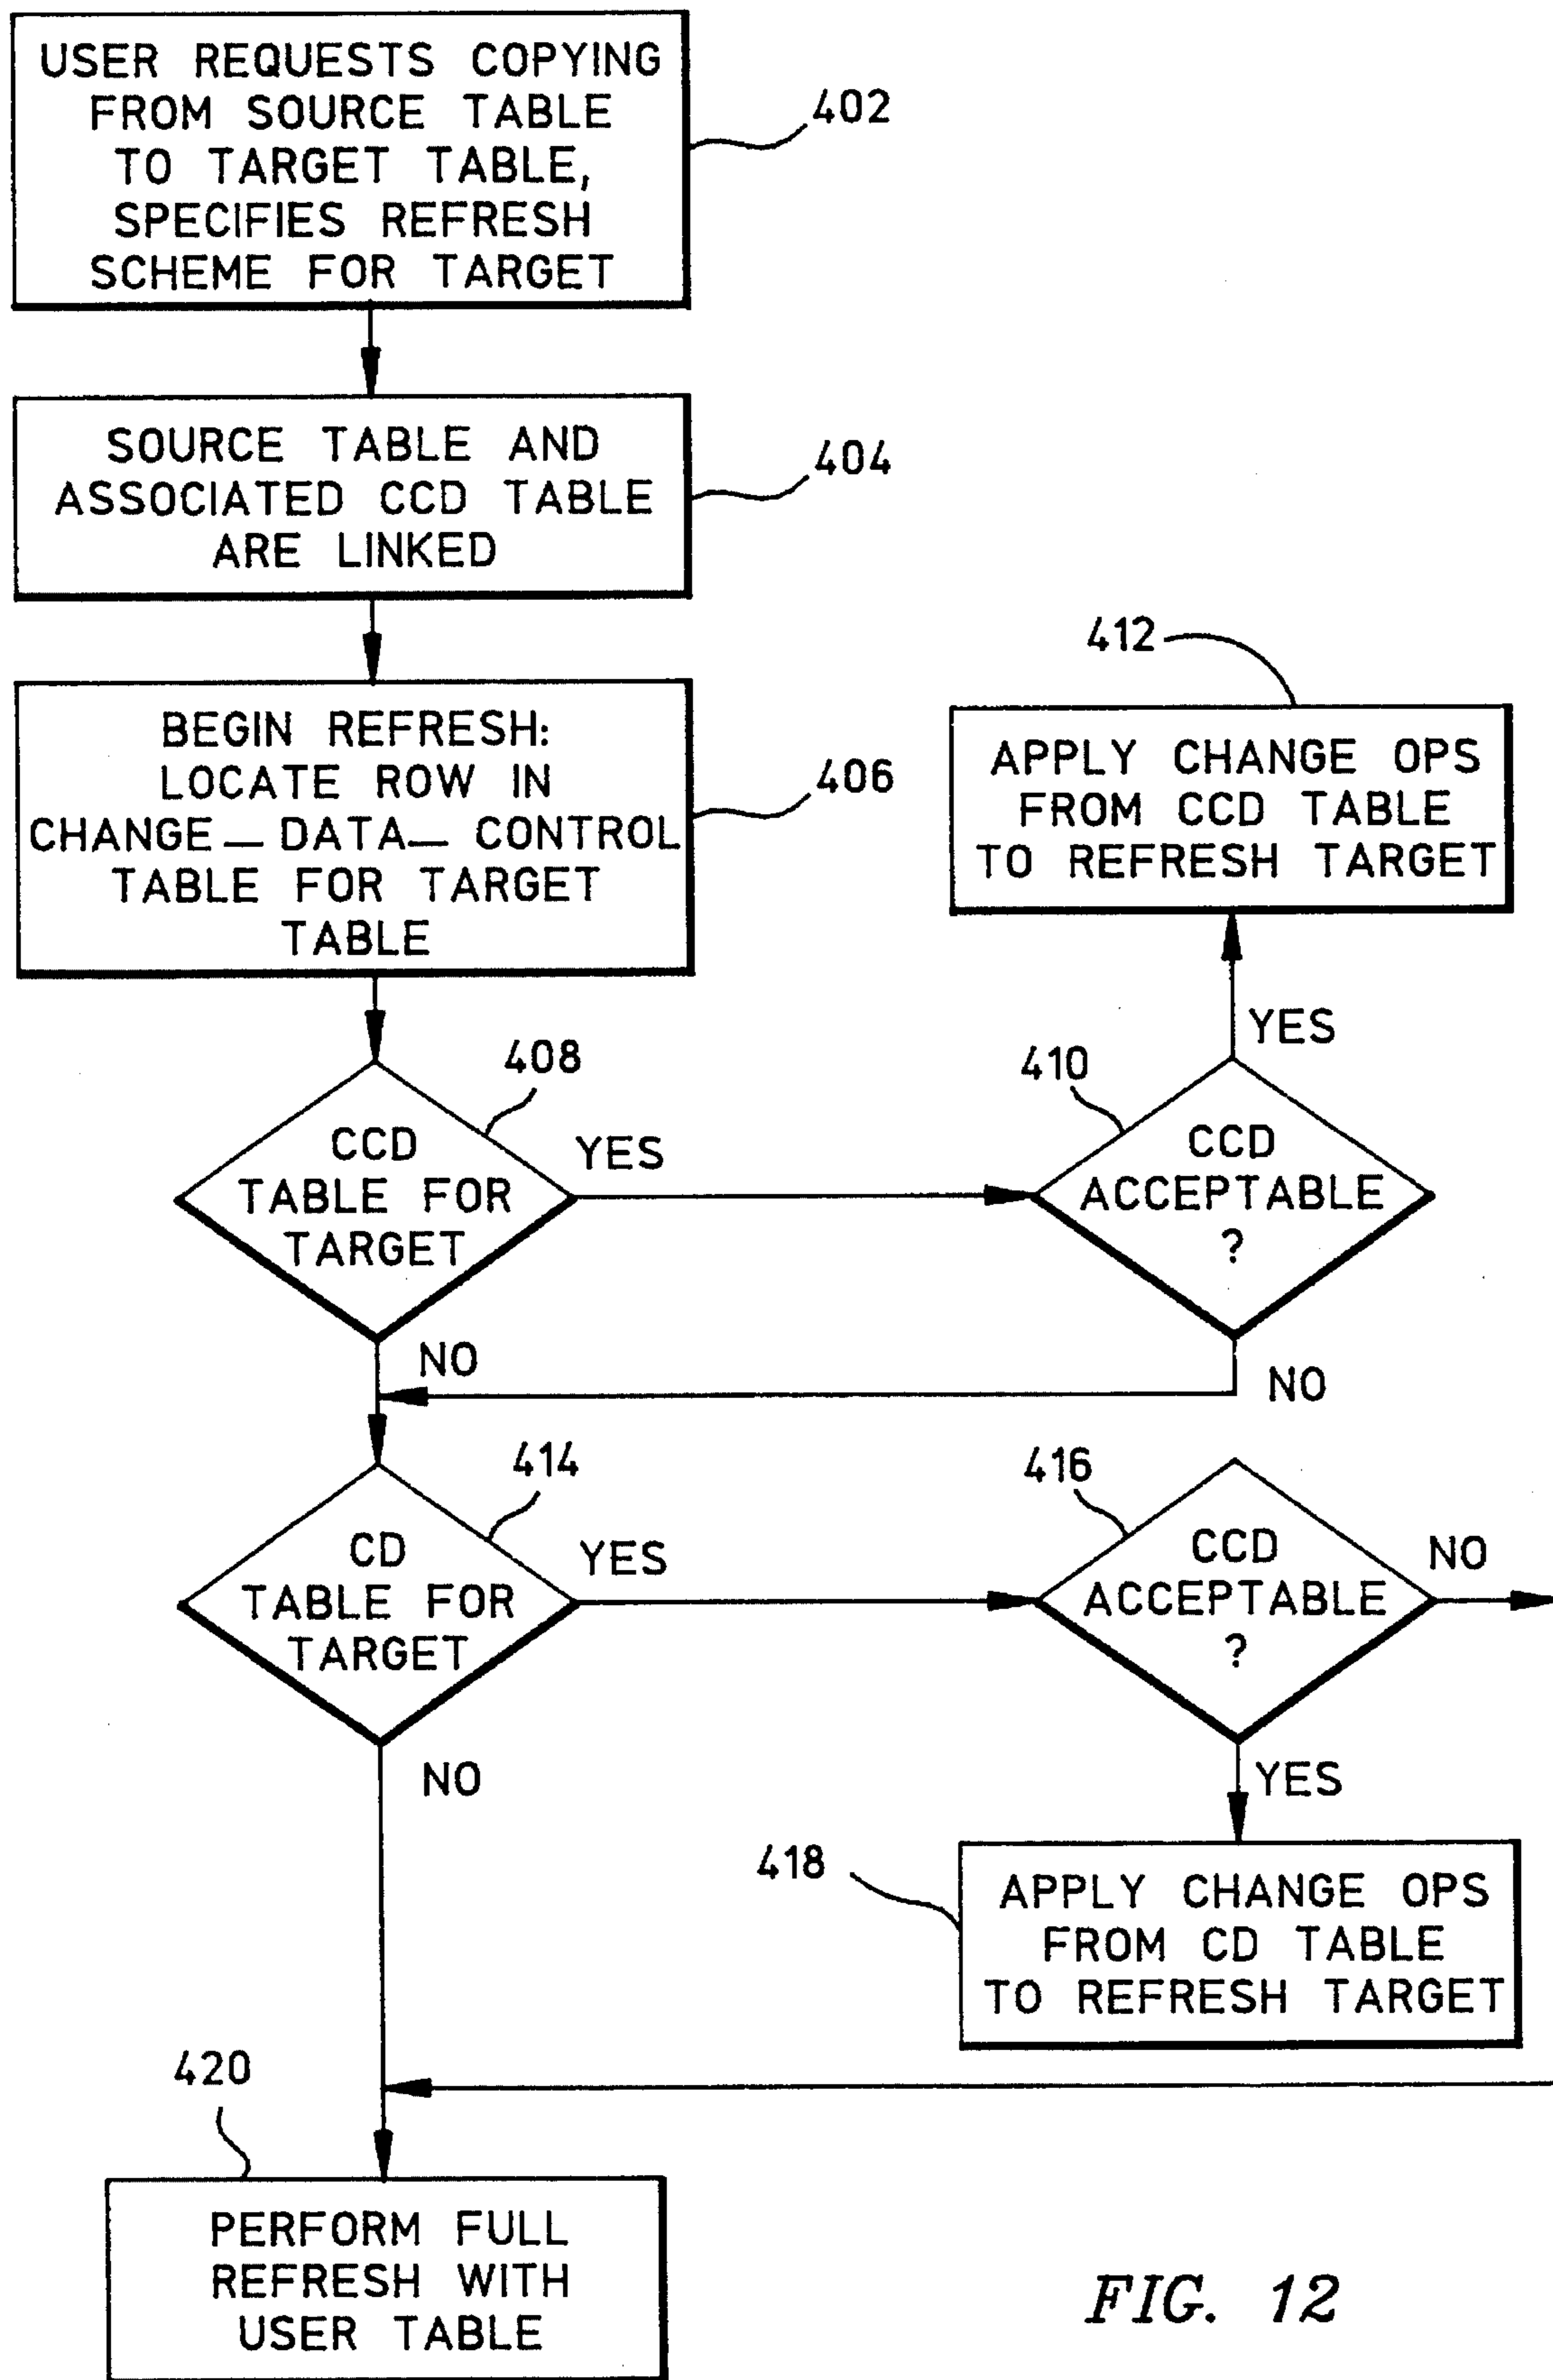 USER REQUESTS COPYING
FROM SOURCE TABLE
TO TARGET TABLE,
SPECIFIES REFRESH
SCHEME FOR TARGET
402
SOURCE TABLE AND
ASSOCIATED CCD TABLE
ARE LINKED
404
BEGIN REFRESH:
LOCATE ROW IN
CHANGE_DATA_CONTROL
TABLE FOR TARGET
TABLE
406
412
APPLY CHANGE OPS
FROM CCD TABLE
TO REFRESH TARGET
YES
408
CCD
TABLE FOR
TARGET
YES
NO
410
CCD
ACCEPTABLE
?
NO
414
CD
TABLE FOR
TARGET
YES
NO
416
CCD
ACCEPTABLE
?
NO
YES
418
APPLY CHANGE OPS
FROM CD TABLE
TO REFRESH TARGET
420
PERFORM FULL
REFRESH WITH
USER TABLE
FIG. 12